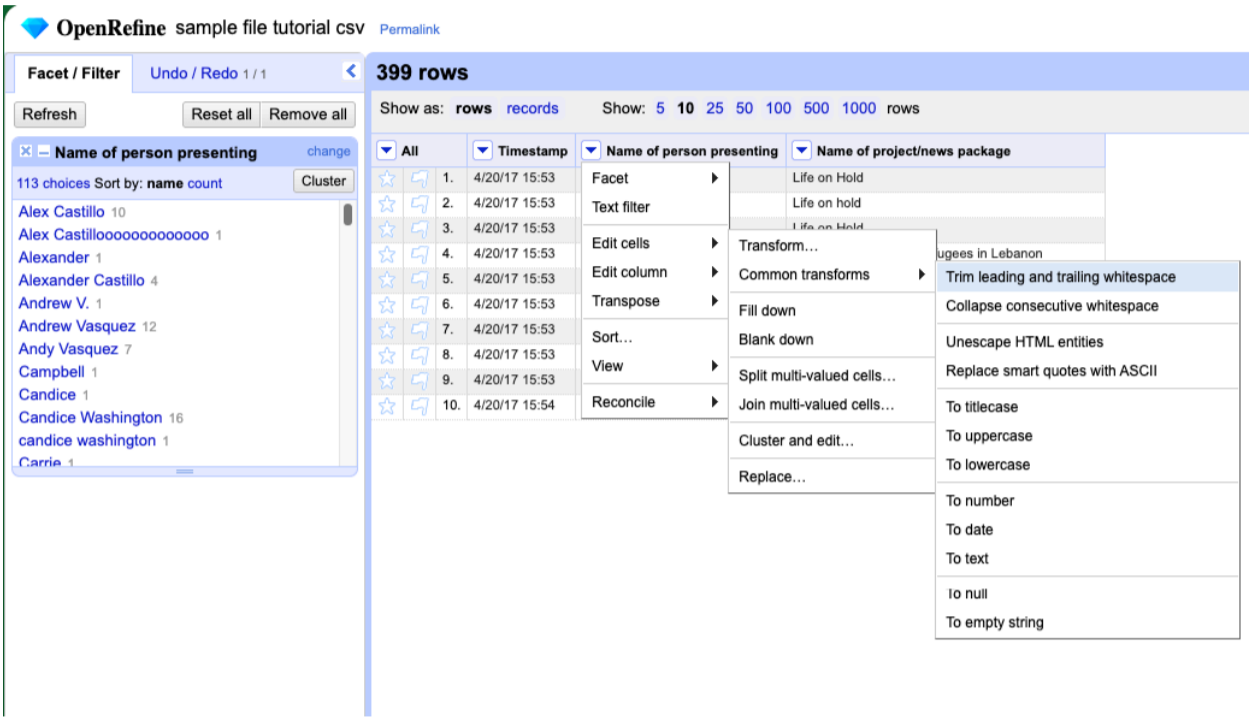 OpenRefine sample file tutorial csv Permalink
Facet / Filter Undo / Redo 1 / 1
Refresh Reset all Remove all
Name of person presenting change
113 choices Sort by: name count Cluster
Alex Castillo 10
Alex Castillooooooooooooo 1
Alexander 1
Alexander Castillo 4
Andrew V. 1
Andrew Vasquez 12
Andy Vasquez 7
Campbell 1
Candice 1
Candice Washington 16
candice washington 1
Carrie 1
399 rows
Show as: rows records Show: 5 10 25 50 100 500 1000 rows
All Timestamp Name of person presenting Name of project/news package
1. 4/20/17 15:53 Life on Hold
2. 4/20/17 15:53 Life on hold
3. 4/20/17 15:53 Life on Hold
4. 4/20/17 15:53 ugees in Lebanon
5. 4/20/17 15:53
6. 4/20/17 15:53
7. 4/20/17 15:53
8. 4/20/17 15:53
9. 4/20/17 15:53
10. 4/20/17 15:54
Facet
Text filter
Edit cells
Edit column
Transpose
Sort...
View
Reconcile
Transform...
Common transforms
Fill down
Blank down
Split multi-valued cells...
Join multi-valued cells...
Cluster and edit...
Replace...
Trim leading and trailing whitespace
Collapse consecutive whitespace
Unescape HTML entities
Replace smart quotes with ASCII
To titlecase
To uppercase
To lowercase
To number
To date
To text
To null
To empty string